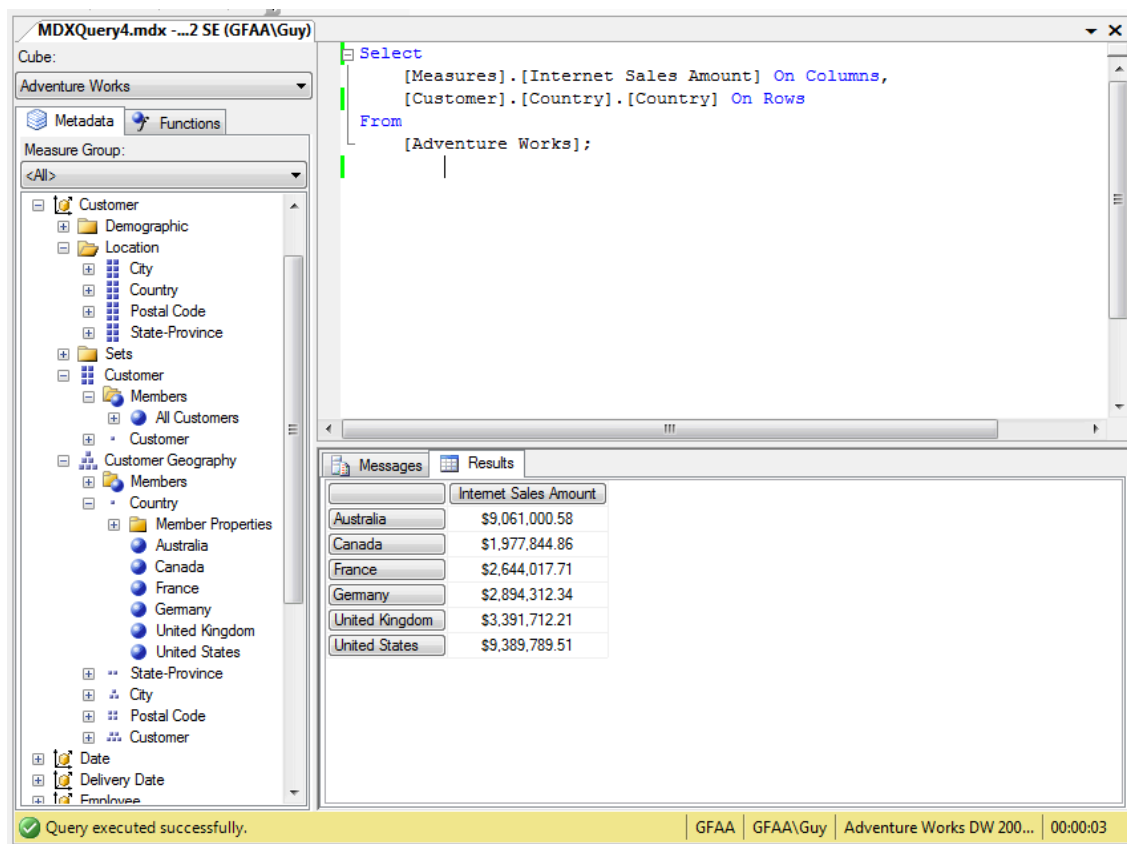 MDXQuery4.mdx -...2 SE (GFAA\Guy)
Cube:
Adventure Works
Metadata Functions
Measure Group:
<All>
Customer
Demographic
Location
City
Country
Postal Code
State-Province
Sets
Customer
Members
All Customers
Customer
Customer Geography
Members
Country
Member Properties
Australia
Canada
France
Germany
United Kingdom
United States
State-Province
City
Postal Code
Customer
Date
Delivery Date
Employee
Select
[Measures].[Internet Sales Amount] On Columns,
[Customer].[Country].[Country] On Rows
From
[Adventure Works];
Messages Results
Internet Sales Amount
Australia $9,061,000.58
Canada $1,977,844.86
France $2,644,017.71
Germany $2,894,312.34
United Kingdom $3,391,712.21
United States $9,389,789.51
Query executed successfully. GFAA GFAA\Guy Adventure Works DW 200... 00:00:03